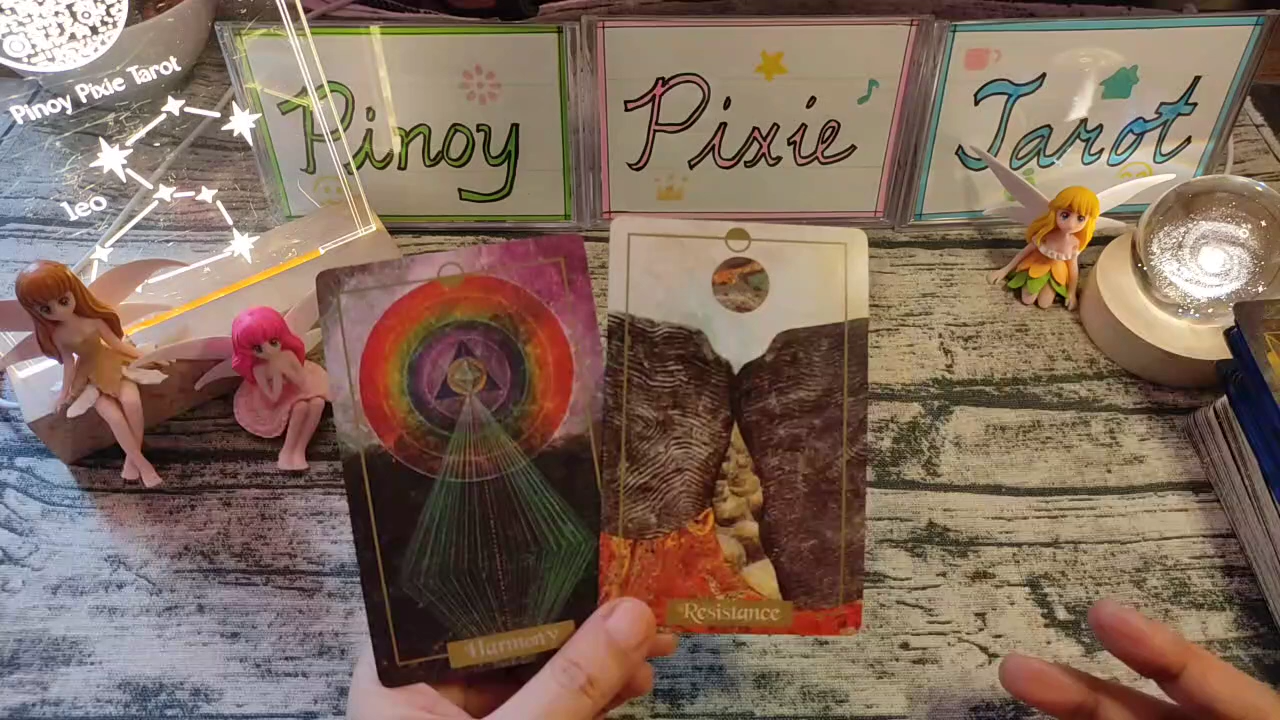 Pinoy Pixie Tarot
leo
Pinoy
Pixie
Tarot
Harmony
Resistance